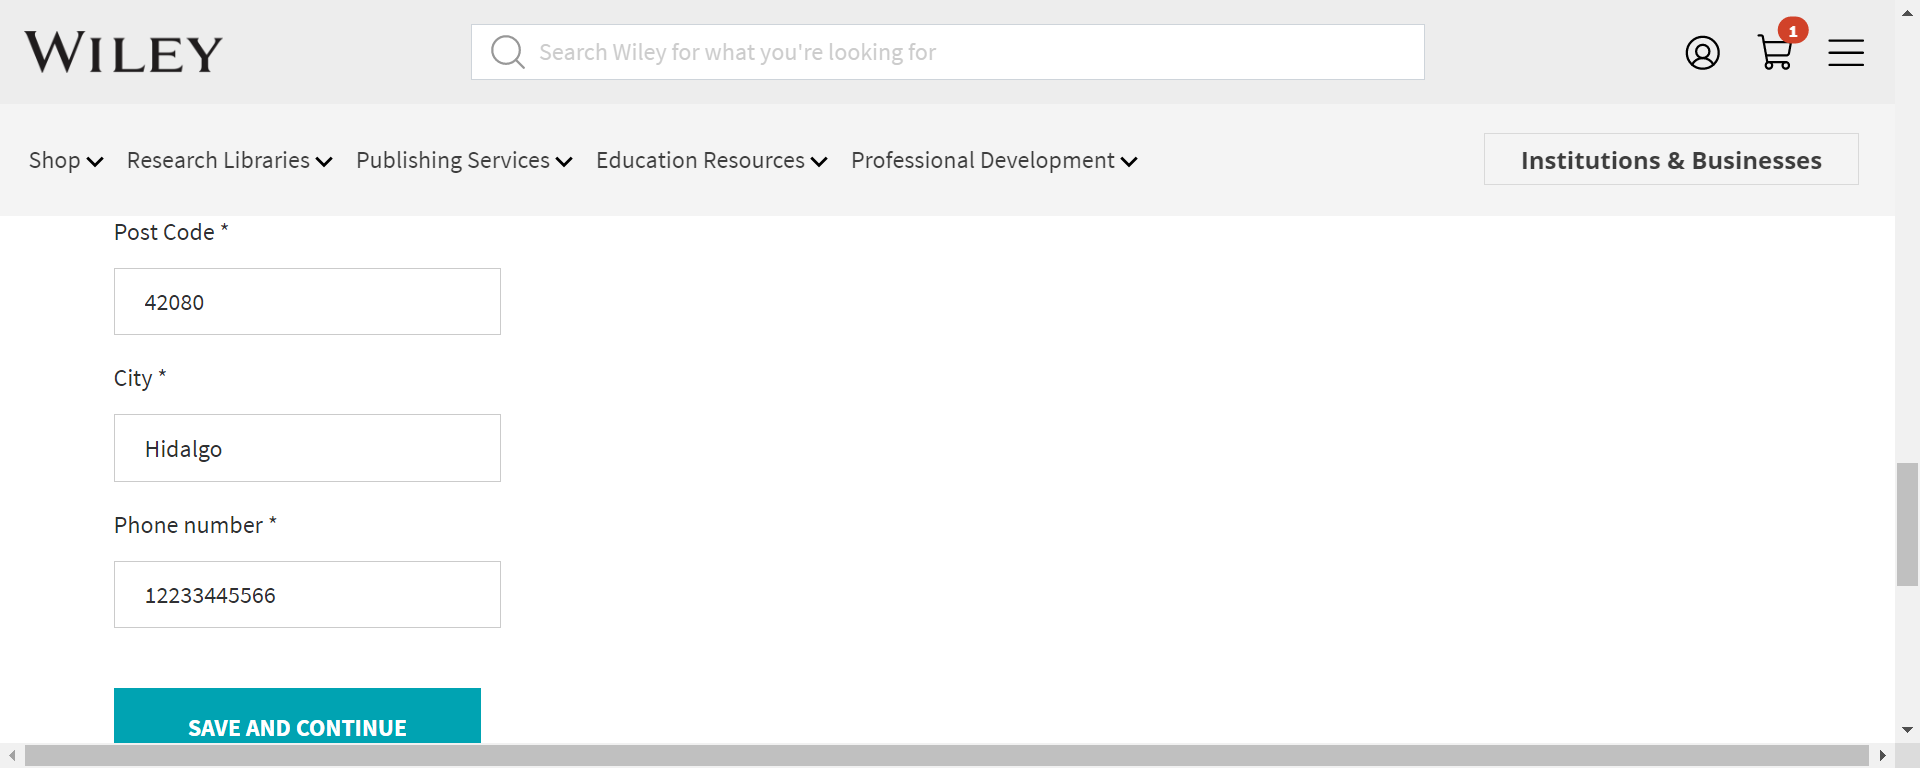 WILEY
Search Wiley for what you're looking for
1
Shop Research Libraries Publishing Services Education Resources Professional Development Institutions & Businesses
Post Code *
42080
City *
Hidalgo
Phone number *
12233445566
SAVE AND CONTINUE